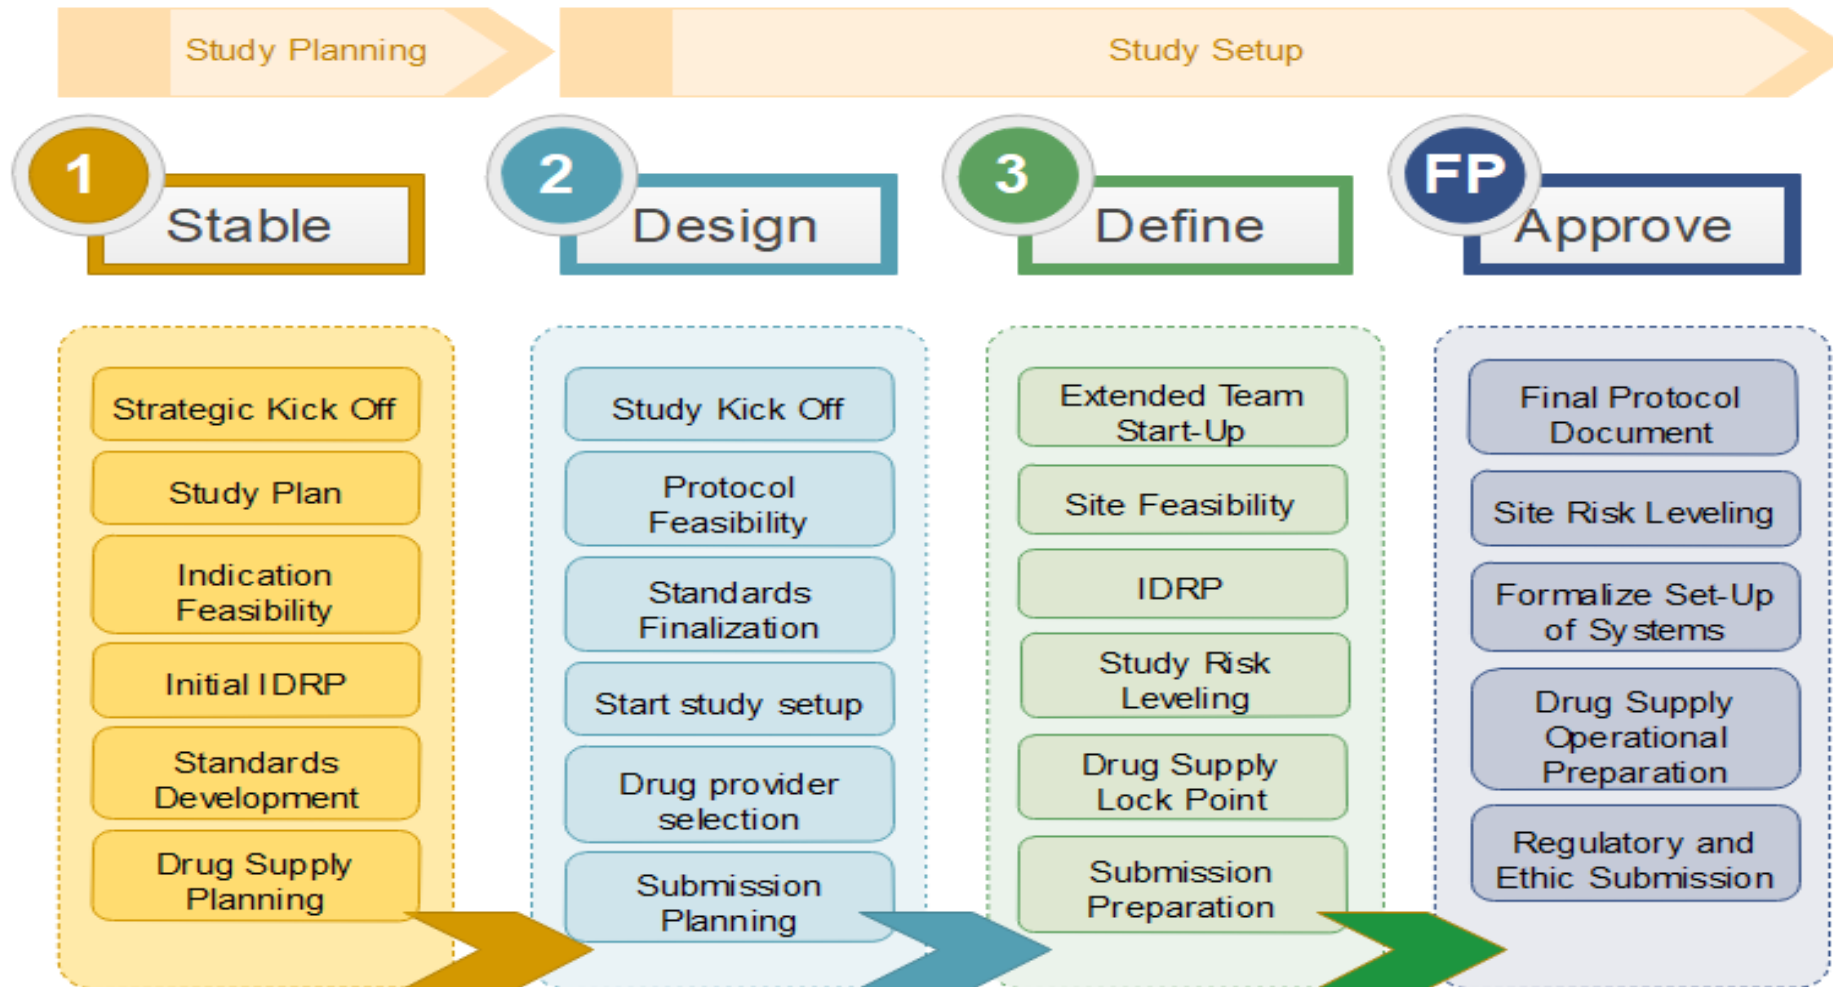 Study Planning
Study Setup
1
Stable
2
Design
3
Define
FP
Approve
Strategic Kick Off
Study Plan
Indication
Feasibility
Initial IDRP
Standards
Development
Drug Supply
Planning
Study Kick Off
Protocol
Feasibility
Standards
Finalization
Start study setup
Drug provider
selection
Submission
Planning
Extended Team
Start-Up
Site Feasibility
IDRP
Study Risk
Leveling
Drug Supply
Lock Point
Submission
Preparation
Final Protocol
Document
Site Risk Leveling
Formalize Set-Up
of Systems
Drug Supply
Operational
Preparation
Regulatory and
Ethic Submission